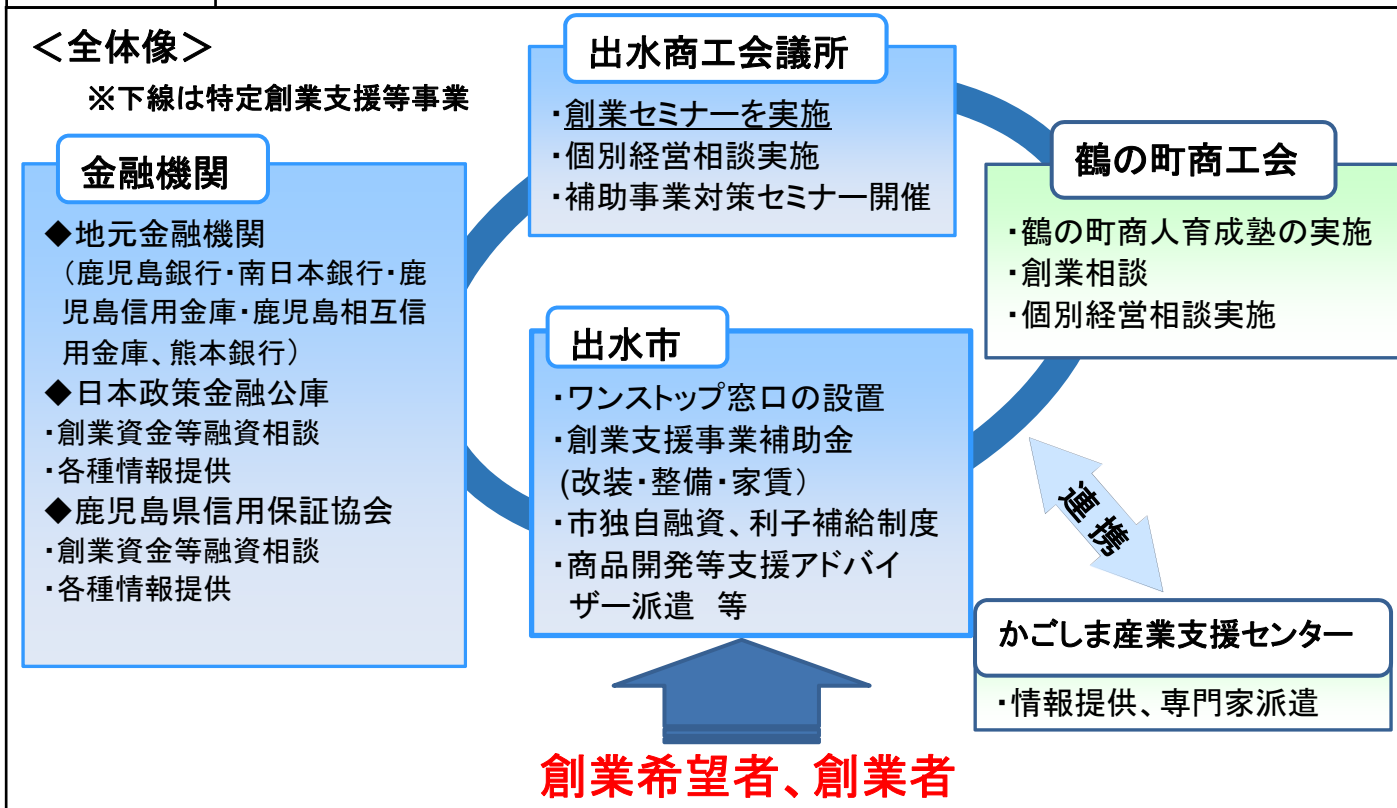 ＜全体像＞
※下線は特定創業支援等事業
金融機関
◆地元金融機関
（鹿児島銀行・南日本銀行・鹿
児島信用金庫・鹿児島相互信
用金庫、熊本銀行）
◆日本政策金融公庫
・創業資金等融資相談
・各種情報提供
◆鹿児島県信用保証協会
・創業資金等融資相談
・各種情報提供
出水商工会議所
・創業セミナーを実施
・個別経営相談実施
・補助事業対策セミナー開催
鶴の町商工会
・鶴の町商人育成塾の実施
・創業相談
・個別経営相談実施
出水市
・ワンストップ窓口の設置
・創業支援事業補助金
(改装・整備・家賃）
・市独自融資、利子補給制度
・商品開発等支援アドバイ
ザー派遣　等
連携
かごしま産業支援センター
・情報提供、専門家派遣
創業希望者、創業者